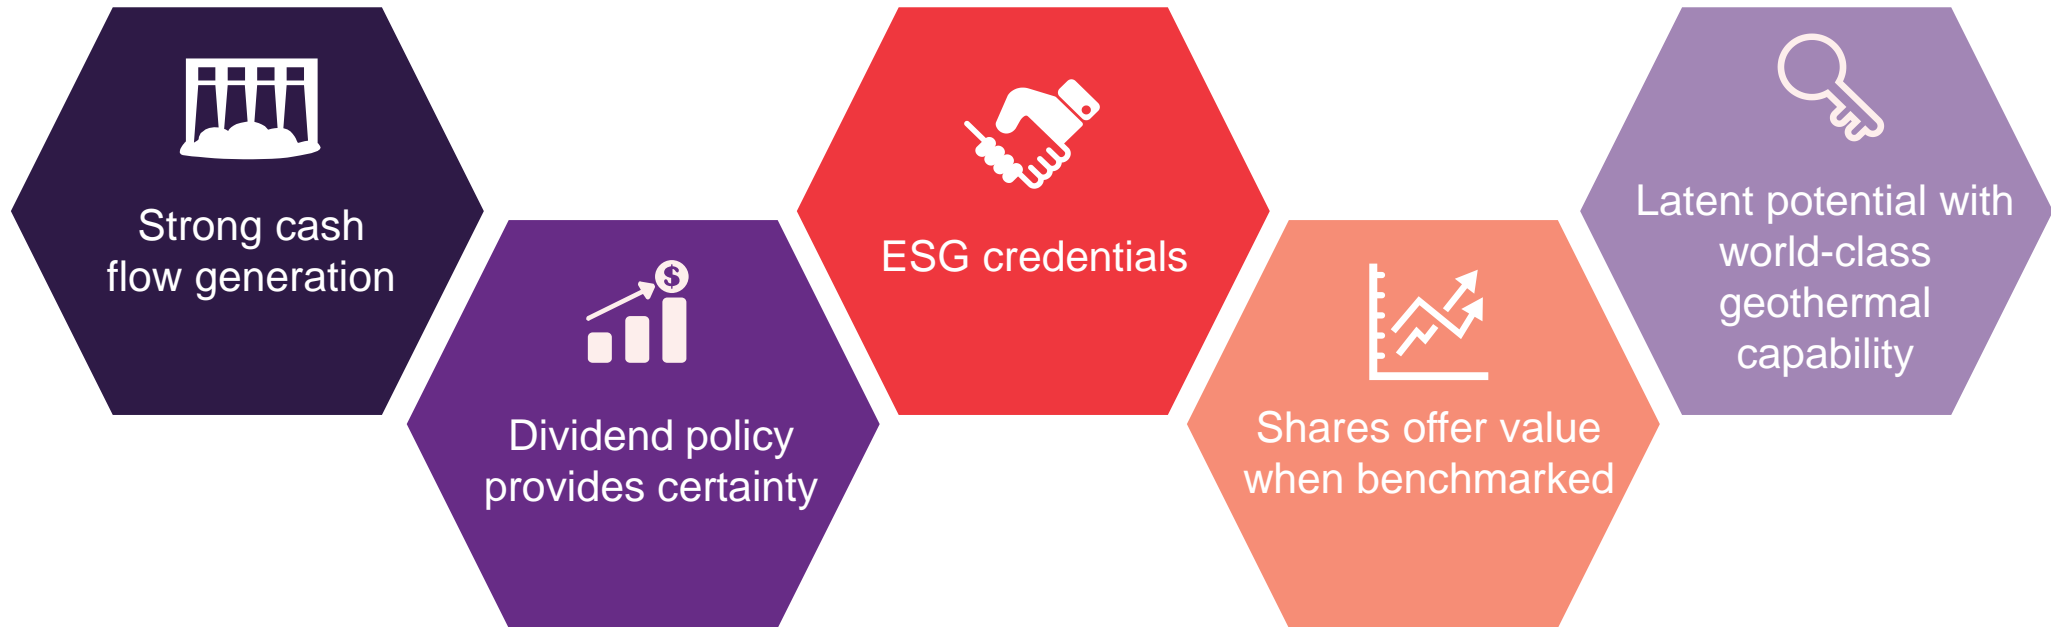 Strong cash
flow generation
$
Dividend policy
provides certainty
ESG credentials
Shares offer value
when benchmarked
Latent potential with
world-class
geothermal
capability